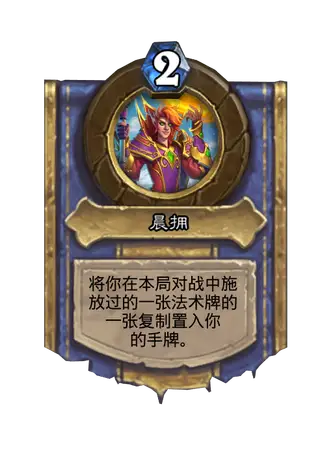 2
晨拥
将你在本局对战中施
放过的一张法术牌的
一张复制置入你
的手牌。